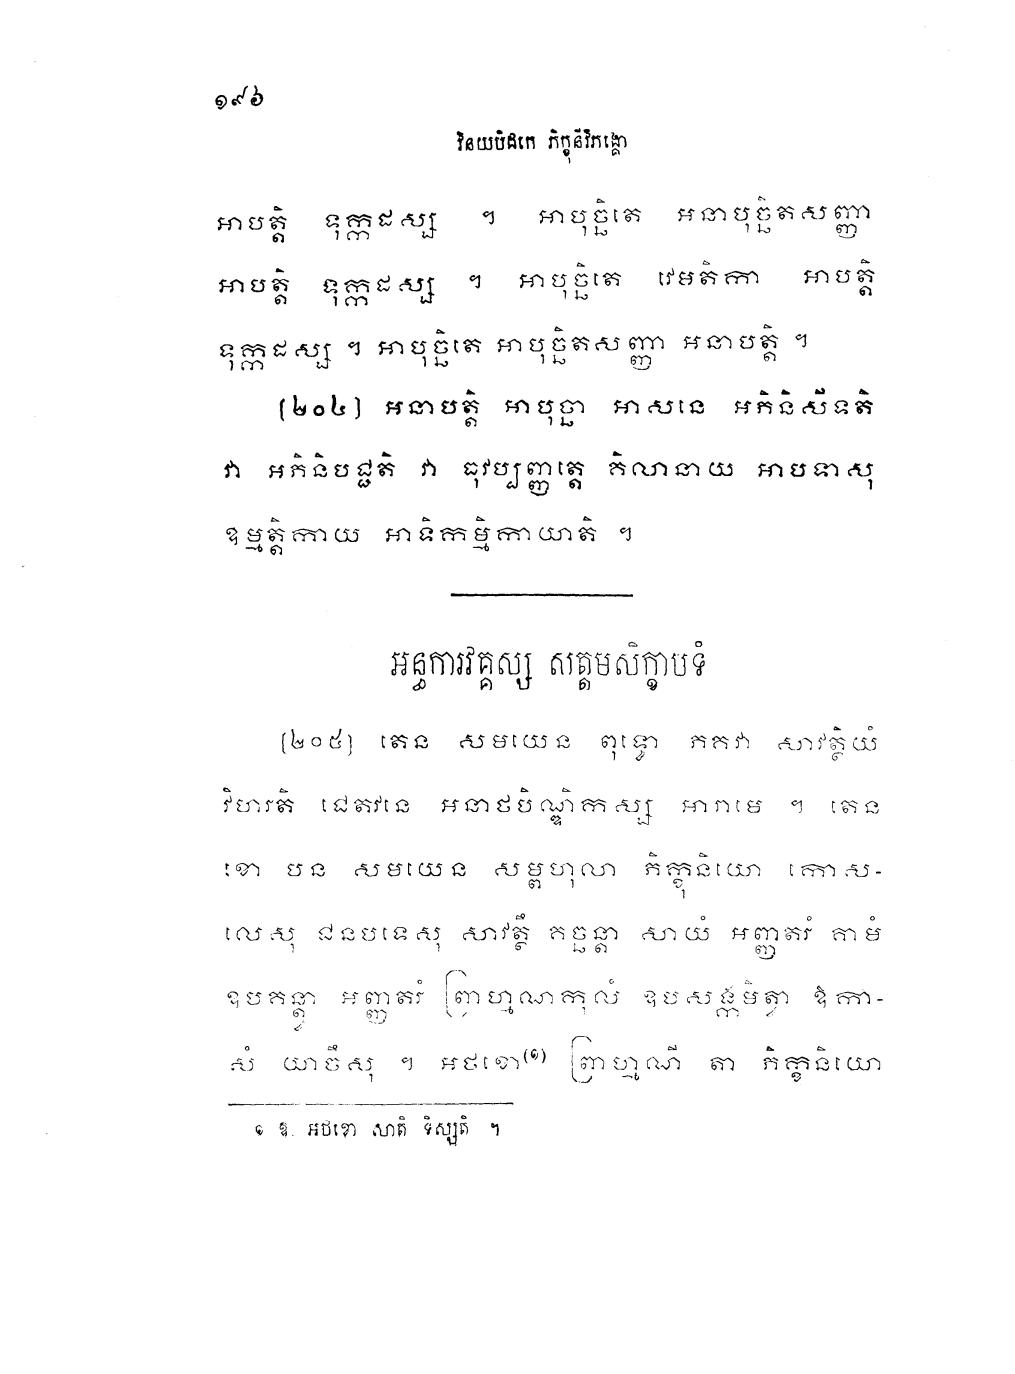 ១៩៦
វិនយបិដកេ ភិក្ខុនីវិភង្គោ
អាបត្តិ ទុក្កដស្ស ។ អាបុច្ឆិតេ អនាបុច្ឆិតសញ្ញា
អាបត្តិ ទុក្កដស្ស ។ អាបុច្ឆិតេ វេមតិកា អាបត្តិ
ទុក្កដស្ស ។ អាបុច្ឆិតេ អាបុច្ឆិតសញ្ញា អនាបត្តិ ។
(២០៤) អនាបត្តិ អាបុច្ឆា អាសនេ អភិនិសីទតិ
វា អភិនិបជ្ជតិ វា ធុវប្បញ្ញត្តេ គិលានាយ អាបទាសុ
ឧម្មត្តិកាយ អាទិកម្មិកាយាតិ ។
អន្ធការវគ្គស្ស សត្តមសិក្ខាបទំ
(២០៥) តេន សមយេន ពុទ្ធោ ភគវា សាវត្ថិយំ
វិហរតិ ជេតវនេ អនាថបិណ្ឌិកស្ស អារាមេ ។ តេន
ខោ បន សមយេន សម្ពហុលា ភិក្ខុនិយោ កោស-
លេសុ ជនបទេសុ សាវត្ថឹ គច្ឆន្តា សាយំ អញ្ញតរំ គាមំ
ឧបគន្ត្វា អញ្ញតរំ ព្រាហ្មណកុលំ ឧបសង្កមិត្វា ឱកា-
សំ យាចឹសុ ។ អថខោ(១) ព្រាហ្មណី តា ភិក្ខុនិយោ
១ ឱ. អថខោ សាតិ ទិស្សតិ ។